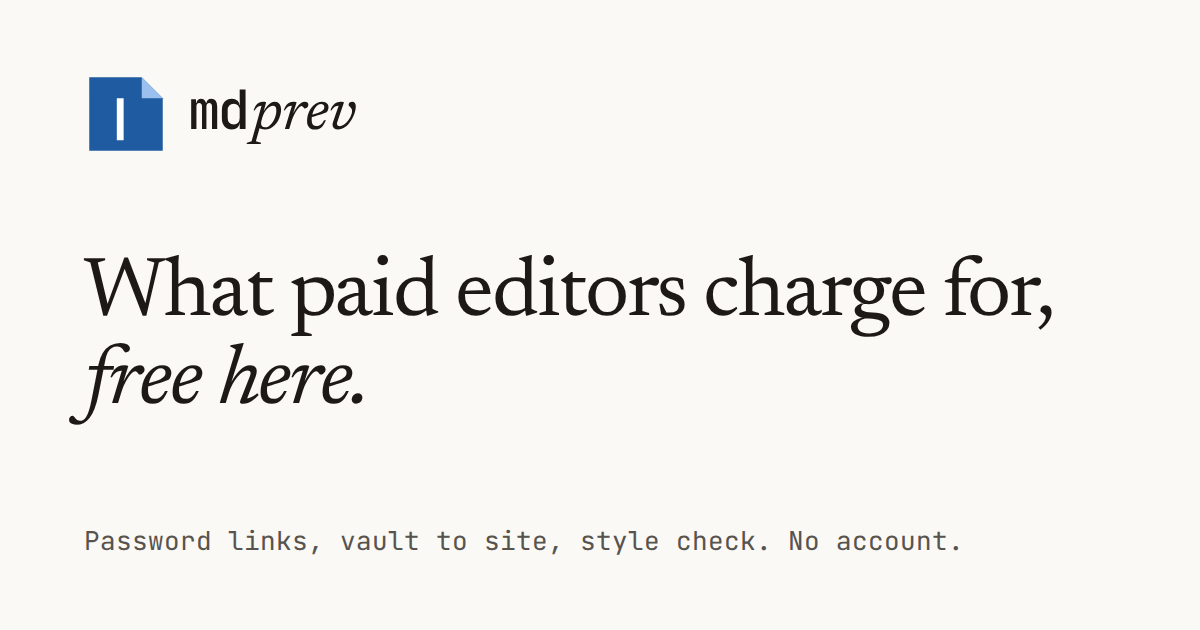 mdprev
What paid editors charge for,
free here.
Password links, vault to site, style check. No account.